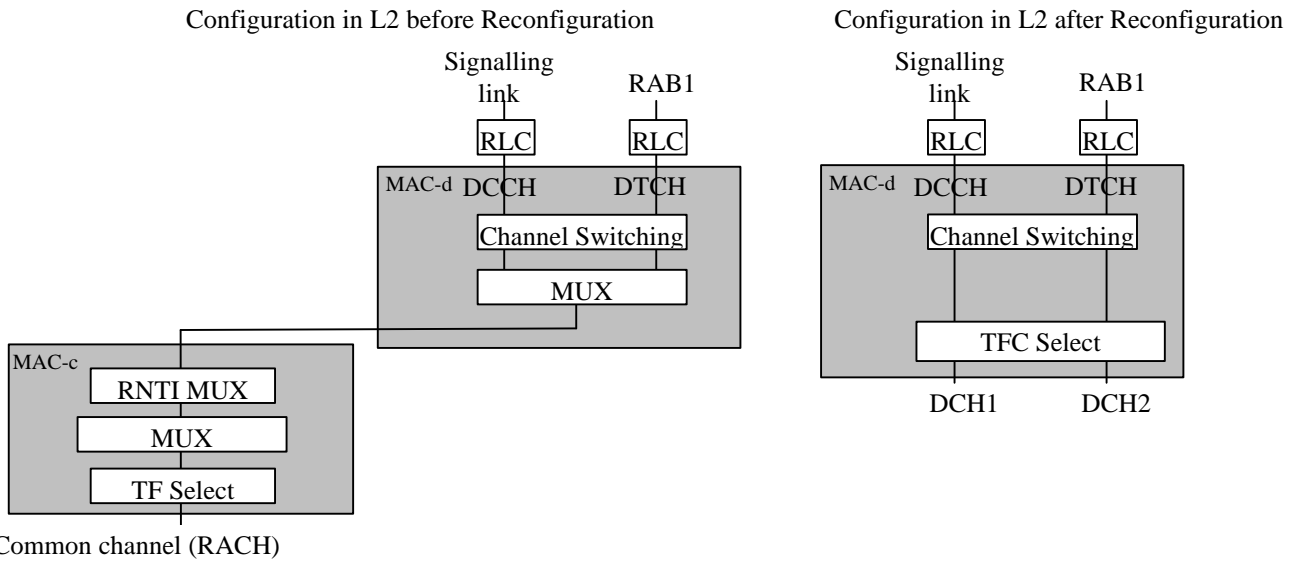 Configuration in L2 before Reconfiguration
Signalling
link
RAB1
RLC
RLC
MAC-d
DCCH
DTCH
Channel Switching
MUX
MAC-c
RNTI MUX
MUX
TF Select
Common channel (RACH)
Configuration in L2 after Reconfiguration
Signalling
link
RAB1
RLC
RLC
MAC-d
DCCH
DTCH
Channel Switching
TFC Select
DCH1
DCH2